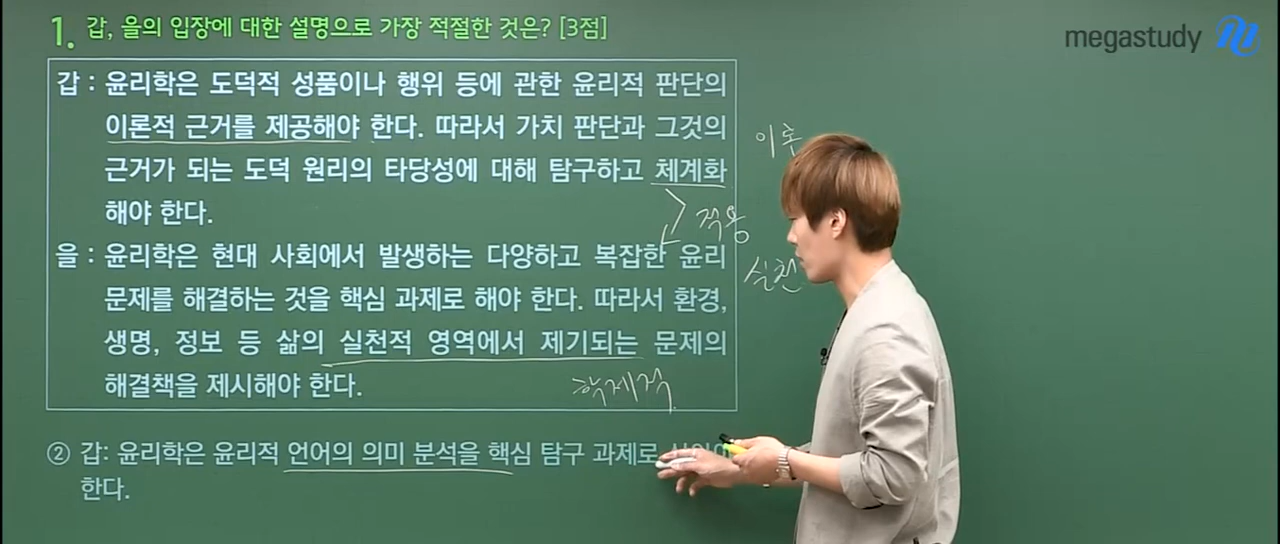 1. 갑, 을의 입장에 대한 설명으로 가장 적절한 것은? [3점]
megastudy
갑 : 윤리학은 도덕적 성품이나 행위 등에 관한 윤리적 판단의
이론적 근거를 제공해야 한다. 따라서 가치 판단과 그것의
근거가 되는 도덕 원리의 타당성에 대해 탐구하고 체계화
해야 한다.
적용
을 : 윤리학은 현대 사회에서 발생하는 다양하고 복잡한 윤리
문제를 해결하는 것을 핵심 과제로 해야 한다. 따라서 환경,
생명, 정보 등 삶의 실천적 영역에서 제기되는 문제의
해결책을 제시해야 한다.
실천
학제적
② 갑: 윤리학은 윤리적 언어의 의미 분석을 핵심 탐구 과제로
한다.